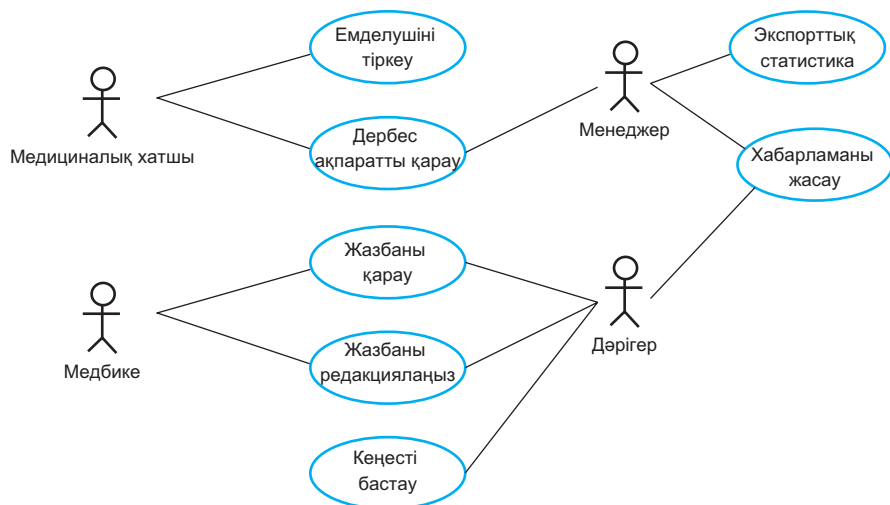 Емделушіні
тіркеу
Экспорттық
статистика
Медициналық хатшы
Дербес
ақпаратты қарау
Менеджер
Хабарламаны
жасау
Жазбаны
қарау
Медбике
Жазбаны
редакциялаңыз
Дәрігер
Кеңесті
бастау